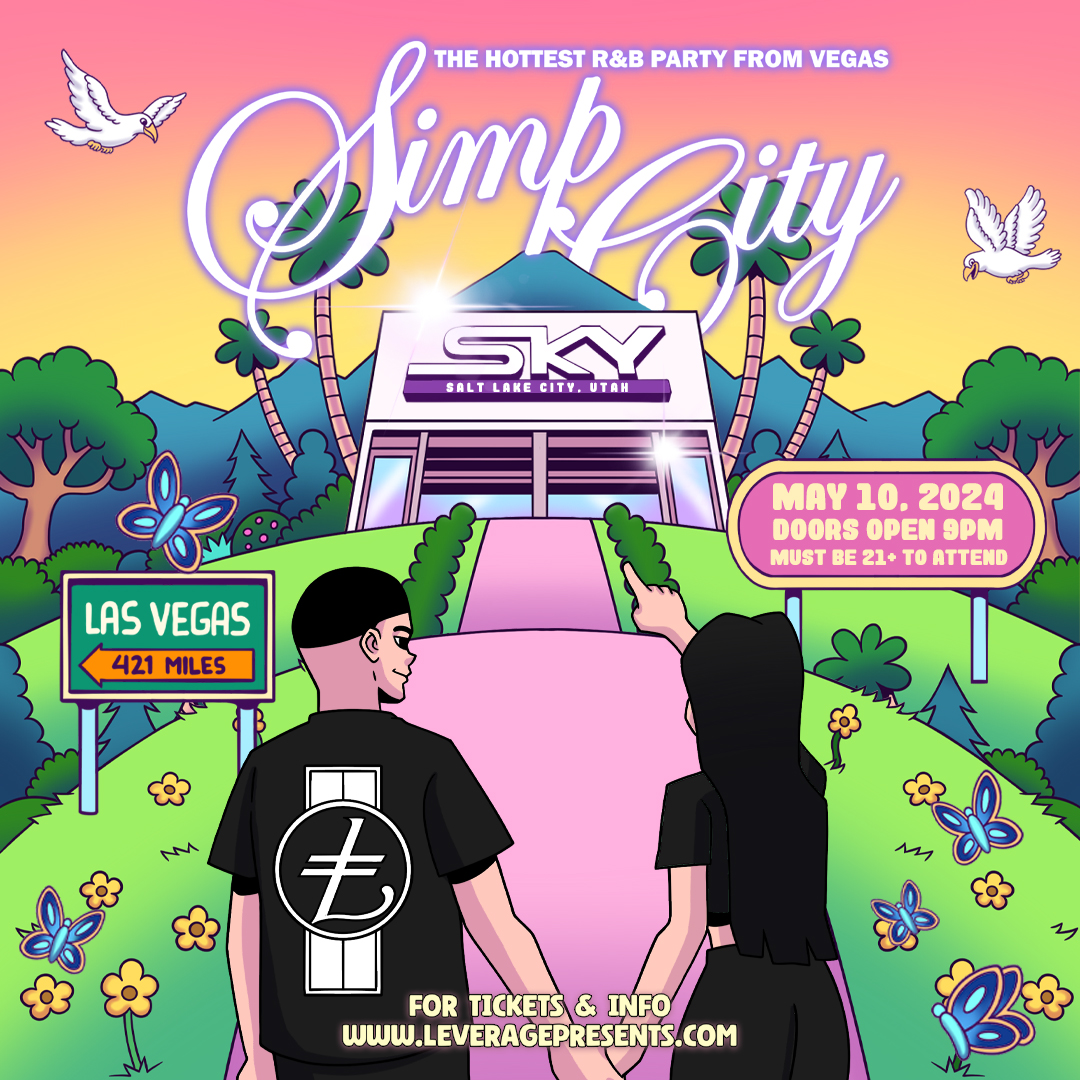 THE HOTTEST R&B PARTY FROM VEGAS
Simp City
SKY
SALT LAKE CITY, UTAH
MAY 10, 2024
DOORS OPEN 9PM
MUST BE 21+ TO ATTEND
LAS VEGAS
421 MILES
FOR TICKETS & INFO
WWW.LEVERAGEPRESENTS.COM